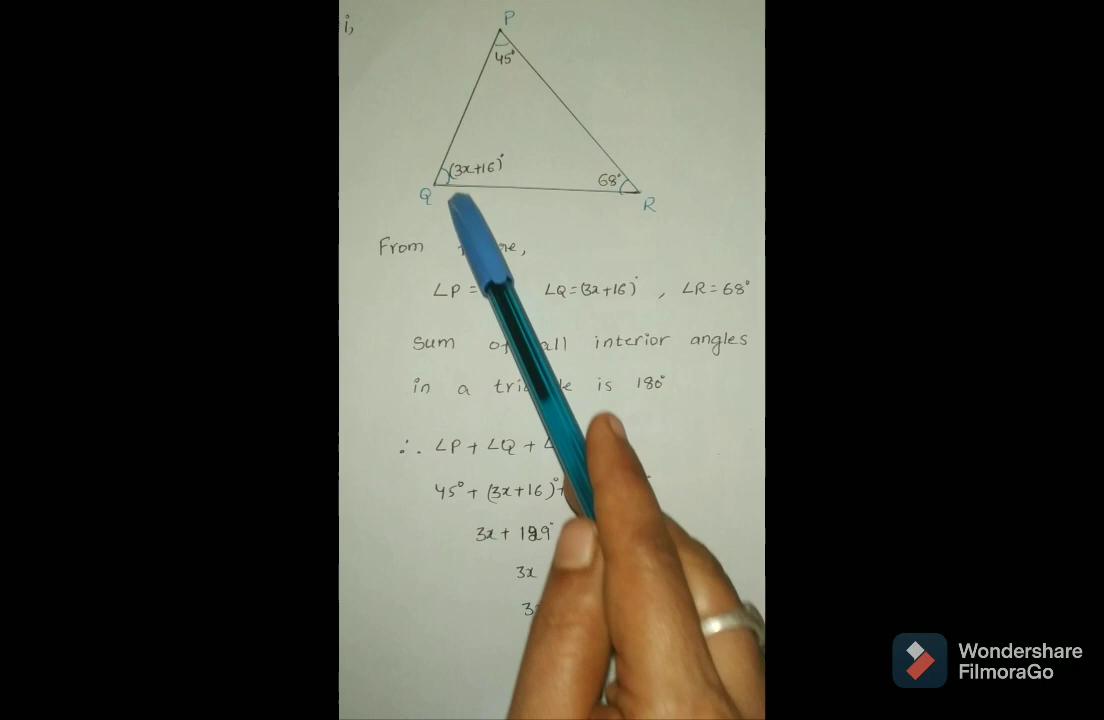 i,
P
45°
(3x+16)°
68°
Q
R
From
∠P = ∠Q=(3x+16)° , ∠R=68°
Sum all interior angles
in a is 180°
∴ ∠P + ∠Q +
45° + (3x+16)°+
3x + 129°
3x
Wondershare
FilmoraGo